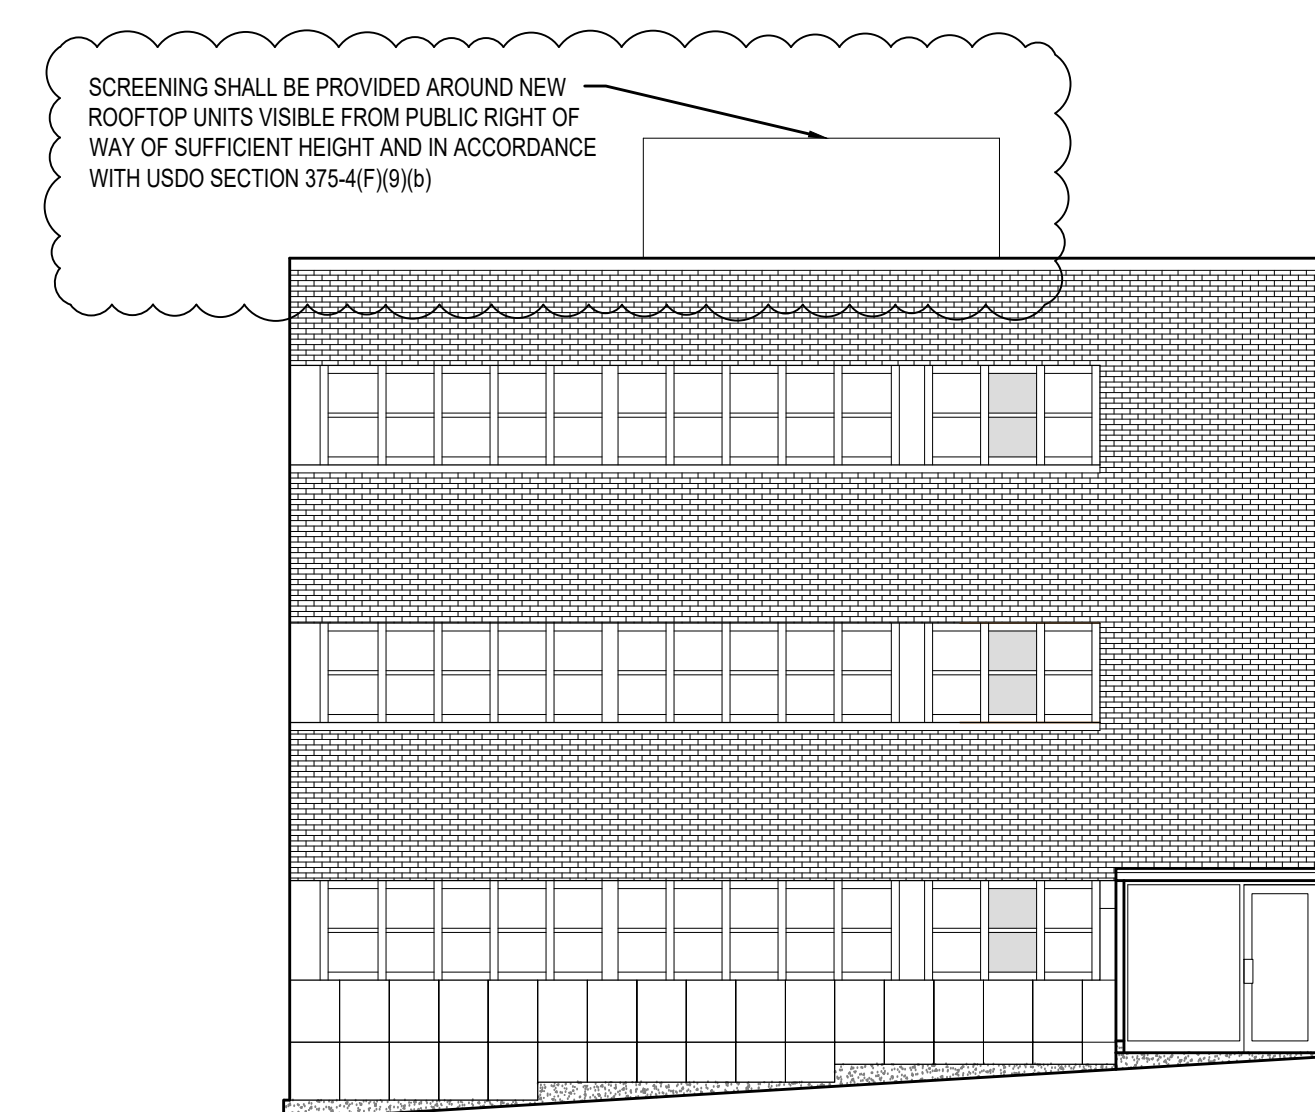 SCREENING SHALL BE PROVIDED AROUND NEW
ROOFTOP UNITS VISIBLE FROM PUBLIC RIGHT OF
WAY OF SUFFICIENT HEIGHT AND IN ACCORDANCE
WITH USDO SECTION 375-4(F)(9)(b)